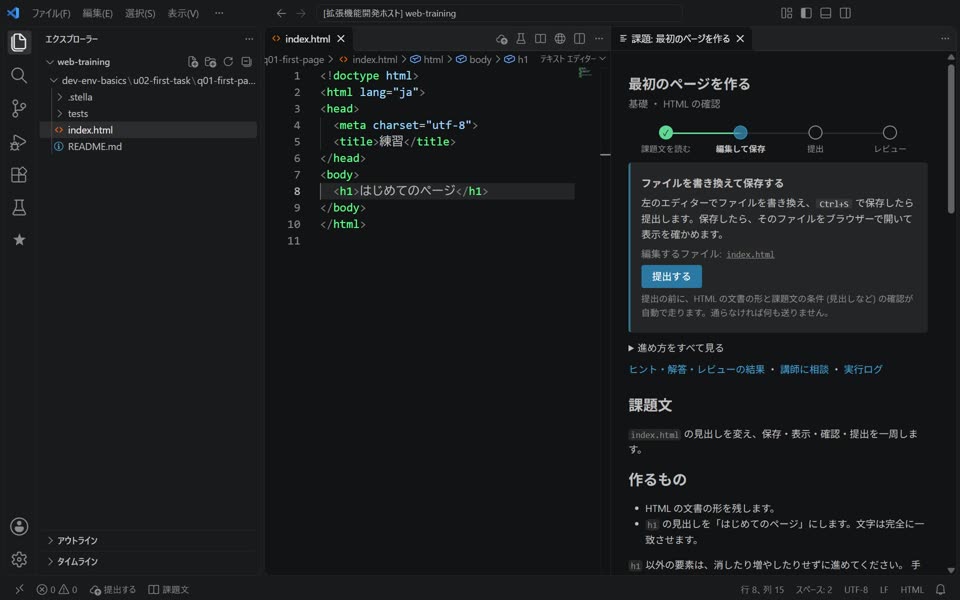 ファイル(F) 編集(E) 選択(S) 表示(V) … [拡張機能開発ホスト] web-training
エクスプローラー
web-training
dev-env-basics \ u02-first-task \ q01-first-pa...
.stella
tests
index.html
README.md
アウトライン
タイムライン
index.html
q01-first-page > index.html > html > body > h1 テキスト エディター
1 <!doctype html>
2 <html lang="ja">
3 <head>
4 <meta charset="utf-8">
5 <title>練習</title>
6 </head>
7 <body>
8 <h1>はじめてのページ</h1>
9 </body>
10 </html>
11
課題: 最初のページを作る
最初のページを作る
基礎 ・ HTML の確認
課題文を読む 編集して保存 提出 レビュー
ファイルを書き換えて保存する
左のエディターでファイルを書き換え、Ctrl+S で保存したら
提出します。保存したら、そのファイルをブラウザーで開いて
表示を確かめます。
編集するファイル: index.html
提出する
提出の前に、HTML の文書の形と課題文の条件 (見出しなど) の確認が
自動で走ります。通らなければ何も送りません。
進め方をすべて見る
ヒント・解答・レビューの結果 ・ 講師に相談 ・ 実行ログ
課題文
index.html の見出しを変え、保存・表示・確認・提出を一周しま
す。
作るもの
• HTML の文書の形を残します。
• h1 の見出しを「はじめてのページ」にします。文字は完全に一
致させます。
h1 以外の要素は、消したり増やしたりせずに進めてください。 手
0 0 提出する 課題文 行 8, 列 15 スペース: 2 UTF-8 LF HTML